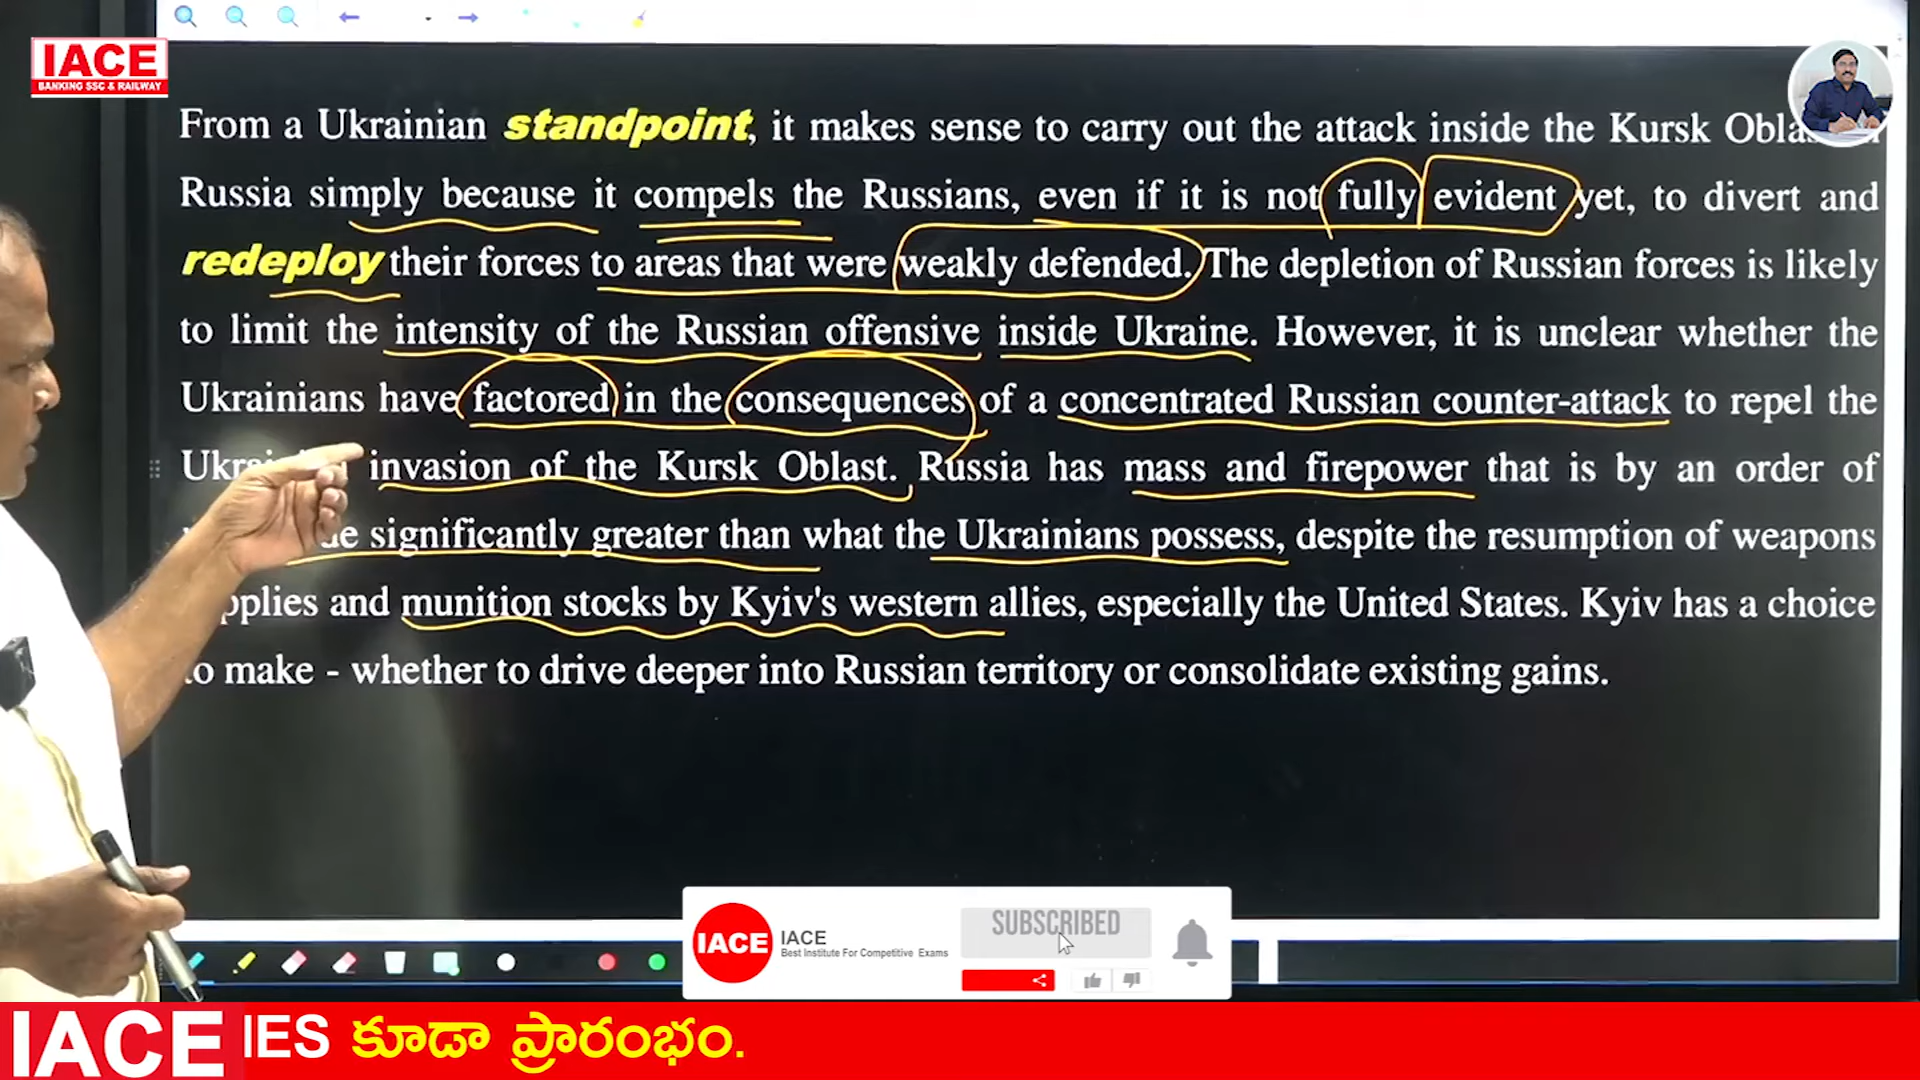 IACE
BANKING SSC & RAILWAY
From a Ukrainian standpoint, it makes sense to carry out the attack inside the Kursk
Russia simply because it compels the Russians, even if it is not fully evident yet, to divert and
redeploy their forces to areas that were weakly defended. The depletion of Russian forces is likely
to limit the intensity of the Russian offensive inside Ukraine. However, it is unclear whether the
Ukrainians have factored in the consequences of a concentrated Russian counter-attack to repel the
invasion of the Kursk Oblast. Russia has mass and firepower that is by an order of
significantly greater than what the Ukrainians possess, despite the resumption of weapons
and munition stocks by Kyiv's western allies, especially the United States. Kyiv has a choice
to make - whether to drive deeper into Russian territory or consolidate existing gains.
IACE
IACE
Best Institute For Competitive Exams
SUBSCRIBED
IACE
IES కూడా ప్రారంభం.